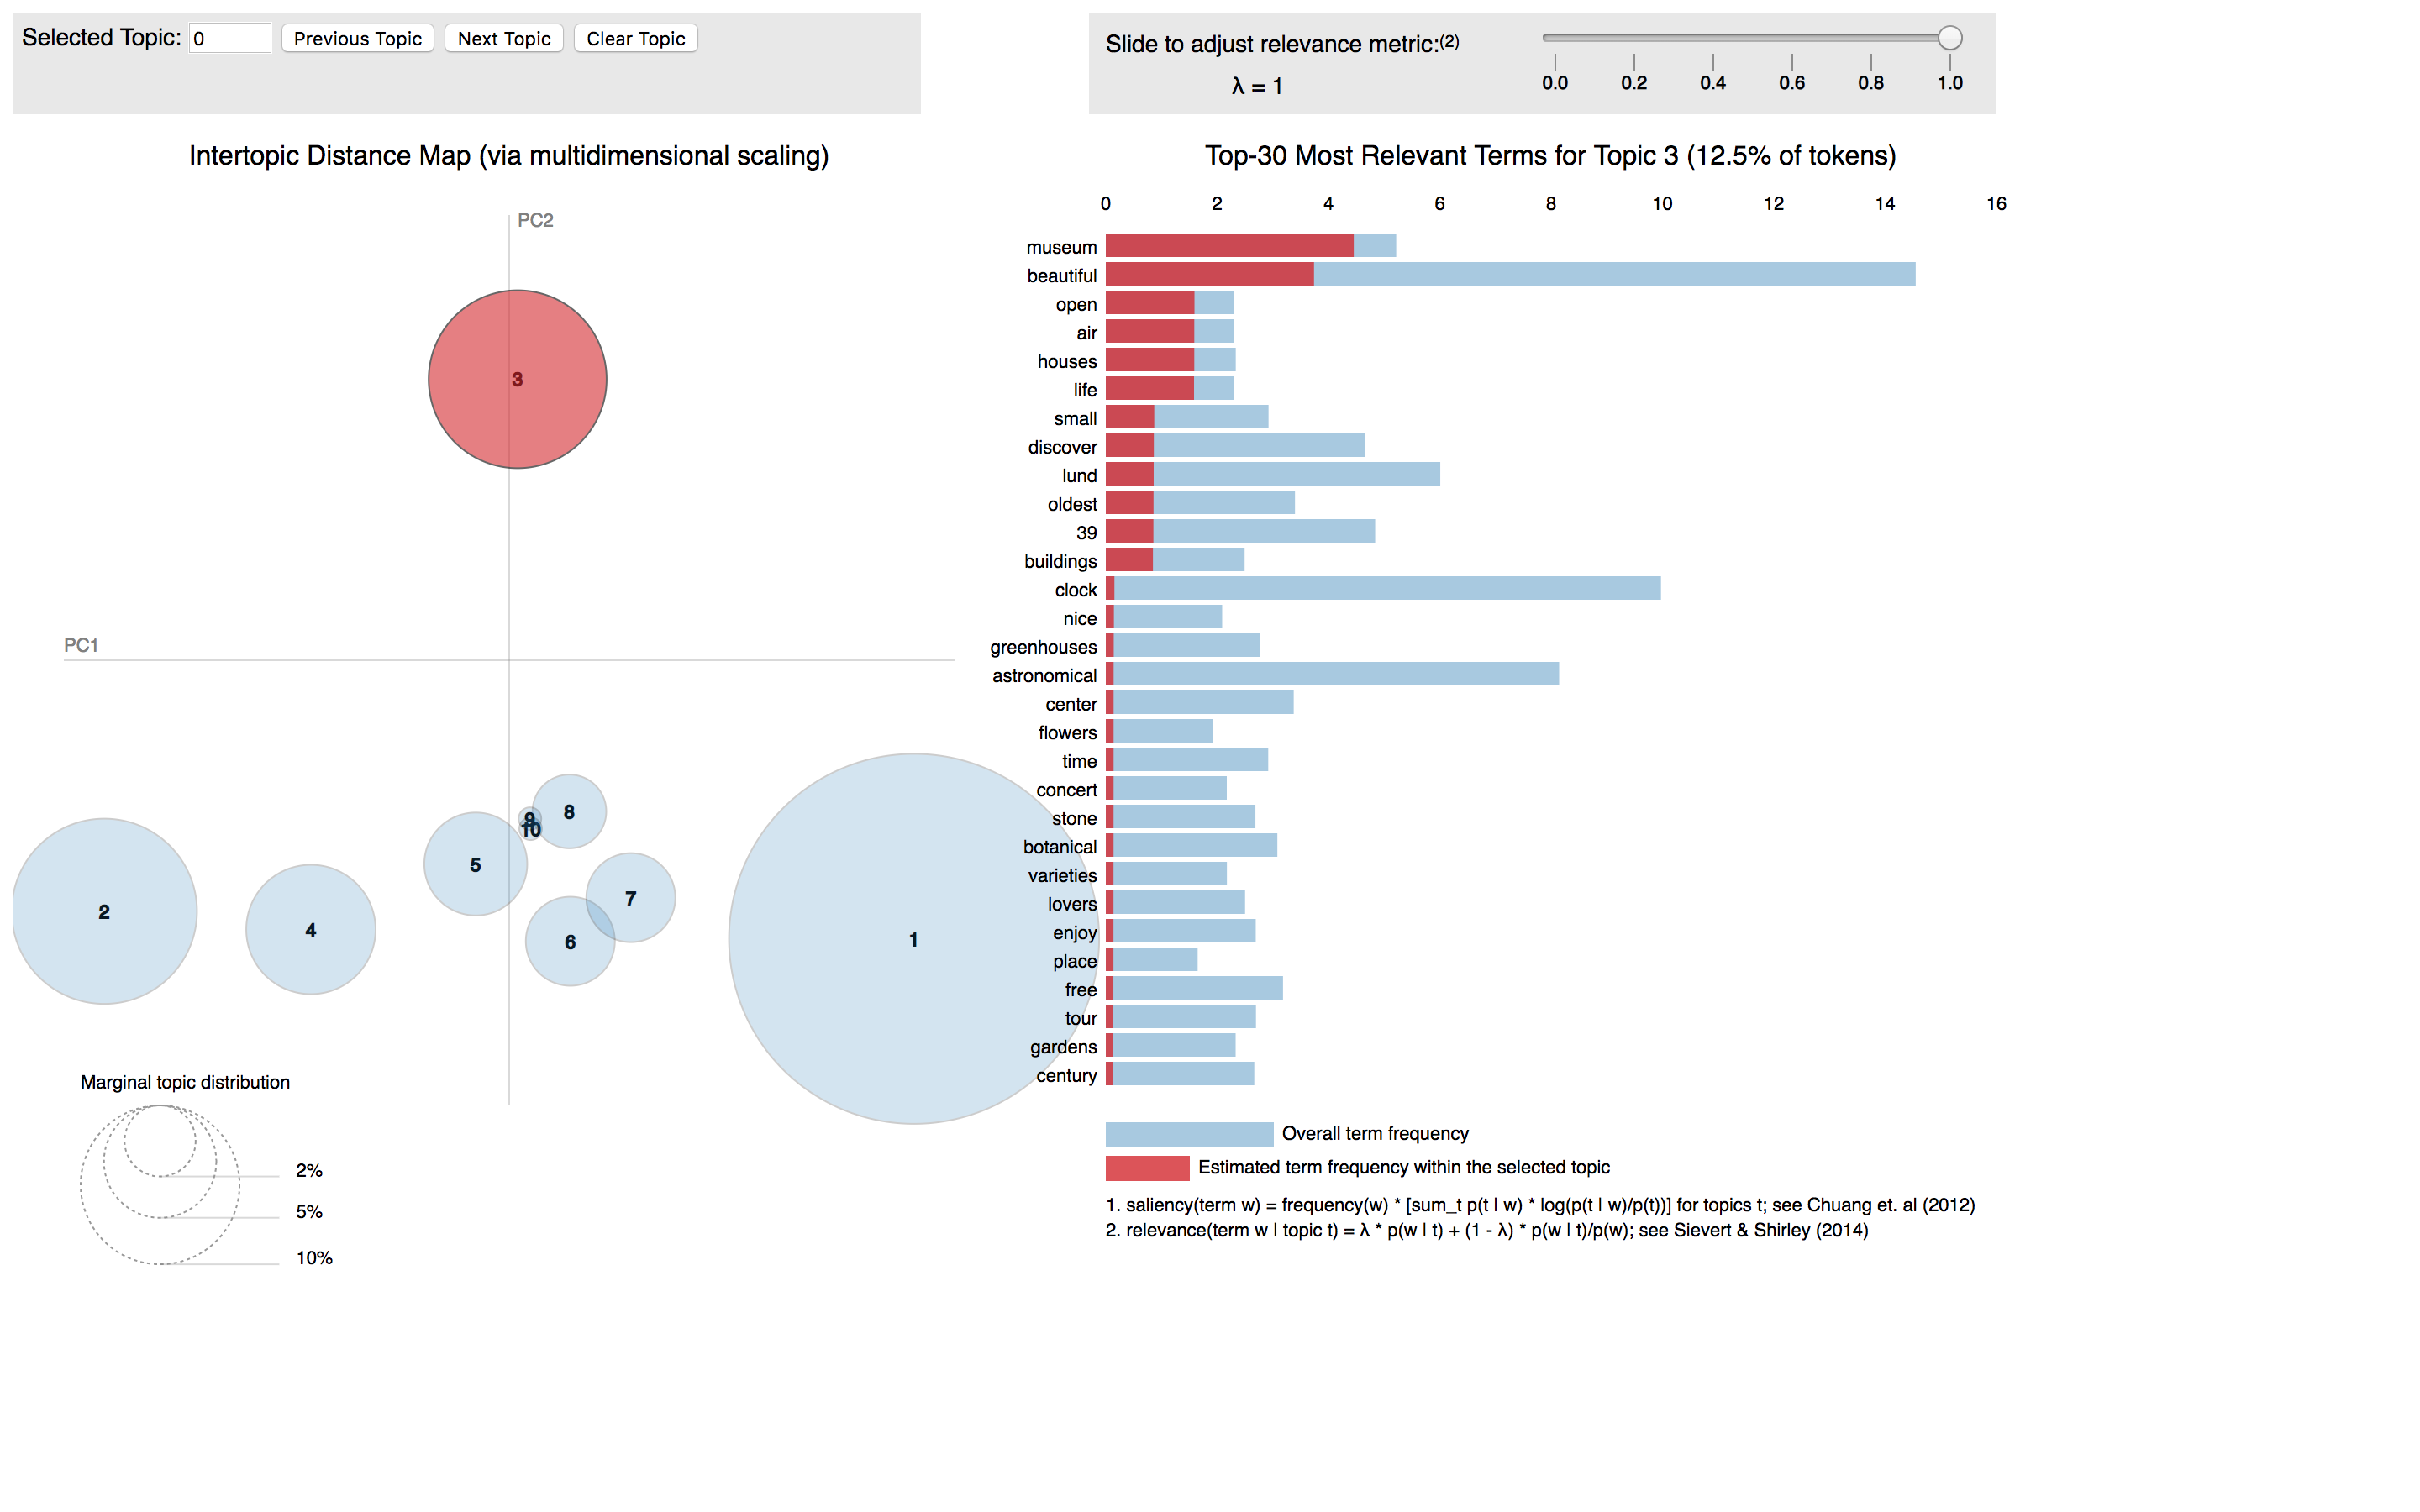 Selected Topic: 0 Previous Topic Next Topic Clear Topic
Slide to adjust relevance metric:(2)
λ = 1
0.0 0.2 0.4 0.6 0.8 1.0
Intertopic Distance Map (via multidimensional scaling)
PC2
3
PC1
8
9
10
5
7
2
4
6
1
Marginal topic distribution
2%
5%
10%
Top-30 Most Relevant Terms for Topic 3 (12.5% of tokens)
0 2 4 6 8 10 12 14 16
museum
beautiful
open
air
houses
life
small
discover
lund
oldest
39
buildings
clock
nice
greenhouses
astronomical
center
flowers
time
concert
stone
botanical
varieties
lovers
enjoy
place
free
tour
gardens
century
Overall term frequency
Estimated term frequency within the selected topic
1. saliency(term w) = frequency(w) * [sum_t p(t | w) * log(p(t | w)/p(t))] for topics t; see Chuang et. al (2012)
2. relevance(term w | topic t) = λ * p(w | t) + (1 - λ) * p(w | t)/p(w); see Sievert & Shirley (2014)